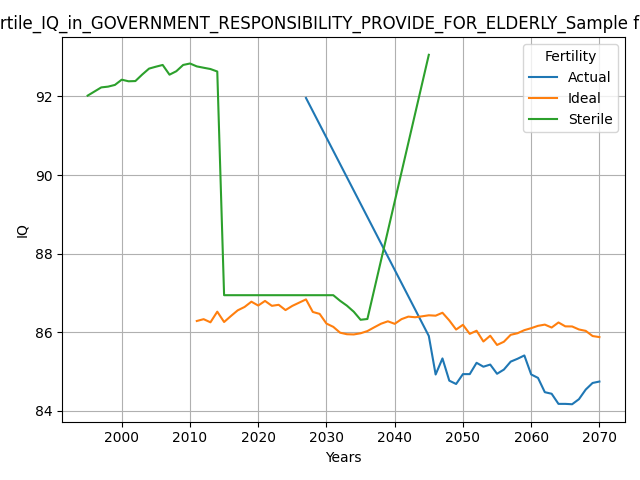 rtile_IQ_in_GOVERNMENT_RESPONSIBILITY_PROVIDE_FOR_ELDERLY_Sample f
Fertility
Actual
Ideal
Sterile
IQ
92
90
88
86
84
2000 2010 2020 2030 2040 2050 2060 2070
Years